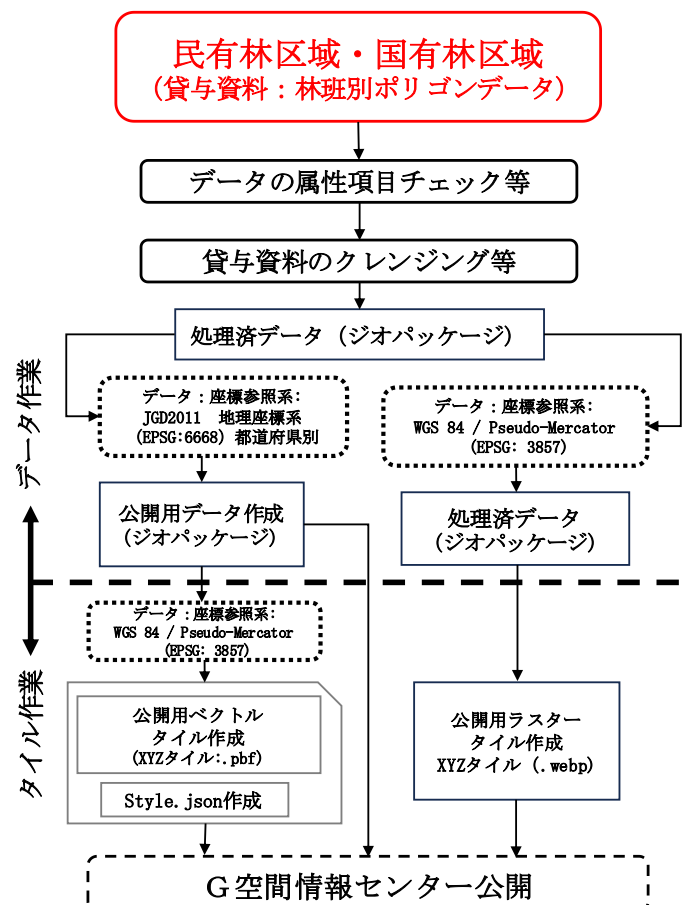 民有林区域・国有林区域
(貸与資料：林班別ポリゴンデータ)
データの属性項目チェック等
貸与資料のクレンジング等
処理済データ（ジオパッケージ）
データ作業
データ：座標参照系:
JGD2011　地理座標系
(EPSG:6668) 都道府県別
データ：座標参照系:
WGS 84 / Pseudo-Mercator
(EPSG: 3857)
公開用データ作成
(ジオパッケージ)
処理済データ
(ジオパッケージ)
タイル作業
データ：座標参照系:
WGS 84 / Pseudo-Mercator
(EPSG: 3857)
公開用ベクトル
タイル作成
(XYZタイル:.pbf)
Style.json作成
公開用ラスター
タイル作成
XYZタイル (.webp)
Ｇ空間情報センター公開